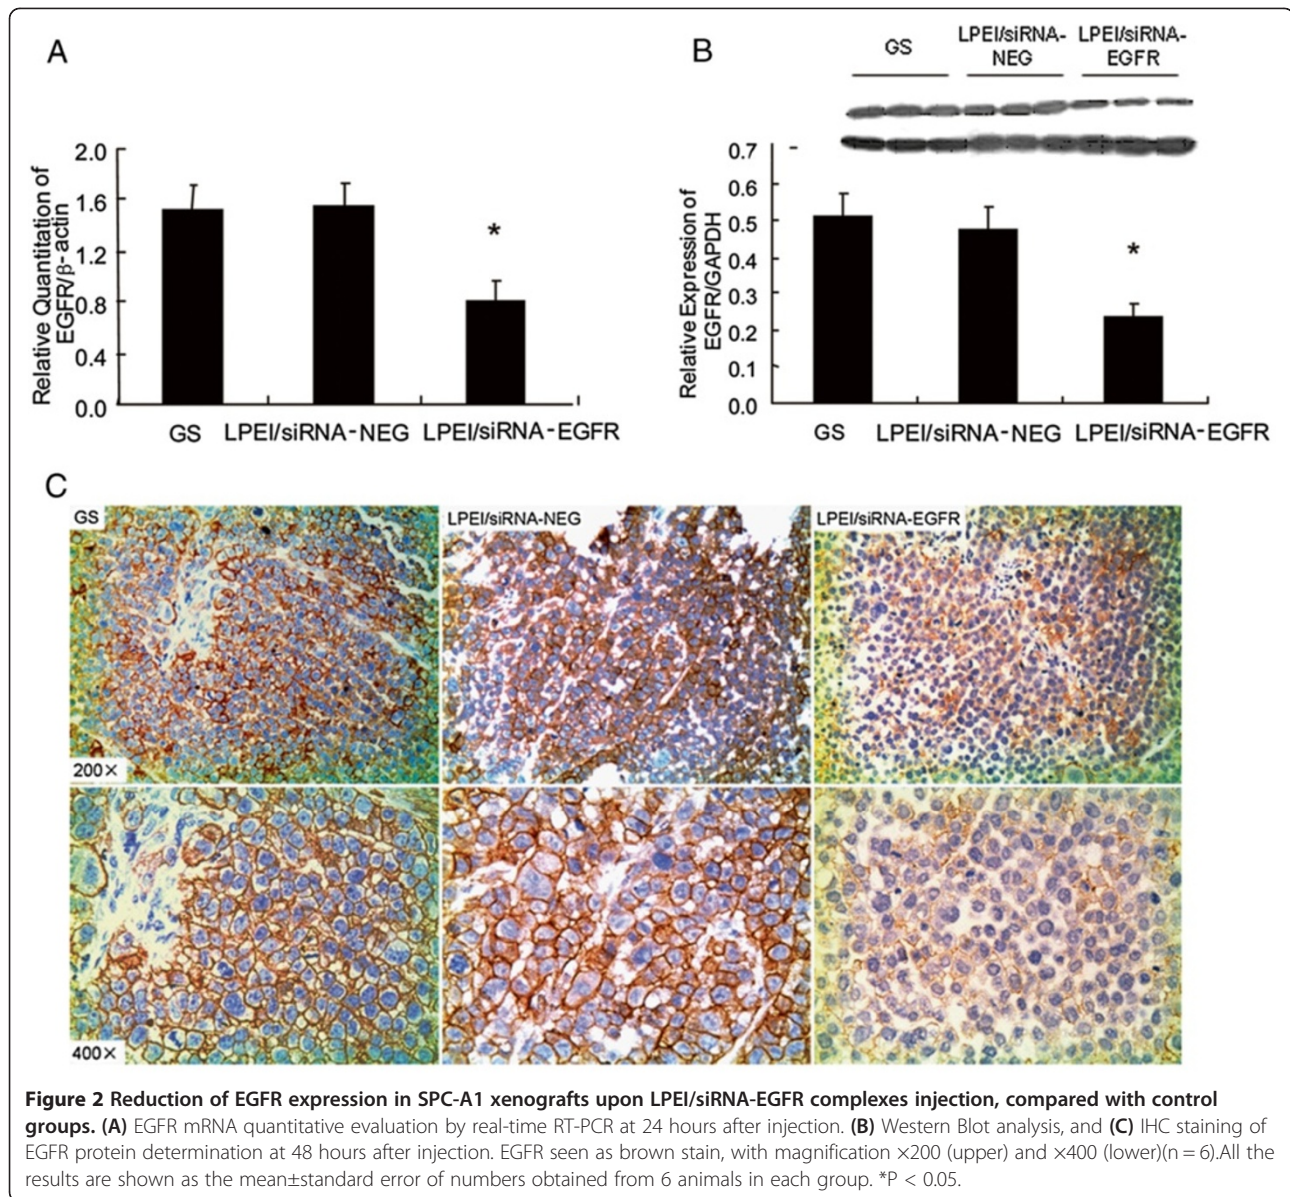 A
2.0
1.6
1.2
0.8
0.4
0.0
Relative Quantitation of
EGFR/β-actin
*
GS LPEI/siRNA-NEG LPEI/siRNA-EGFR
B
GS
LPEI/siRNA-
NEG
LPEI/siRNA-
EGFR
0.7
0.6
0.5
0.4
0.3
0.2
0.1
0.0
Relative Expression of
EGFR/GAPDH
*
GS LPEI/siRNA-NEG LPEI/siRNA-EGFR
C
GS
LPEI/siRNA-NEG
LPEI/siRNA-EGFR
200×
400×
Figure 2 Reduction of EGFR expression in SPC-A1 xenografts upon LPEI/siRNA-EGFR complexes injection, compared with control
groups. (A) EGFR mRNA quantitative evaluation by real-time RT-PCR at 24 hours after injection. (B) Western Blot analysis, and (C) IHC staining of
EGFR protein determination at 48 hours after injection. EGFR seen as brown stain, with magnification ×200 (upper) and ×400 (lower)(n = 6).All the
results are shown as the mean±standard error of numbers obtained from 6 animals in each group. *P < 0.05.